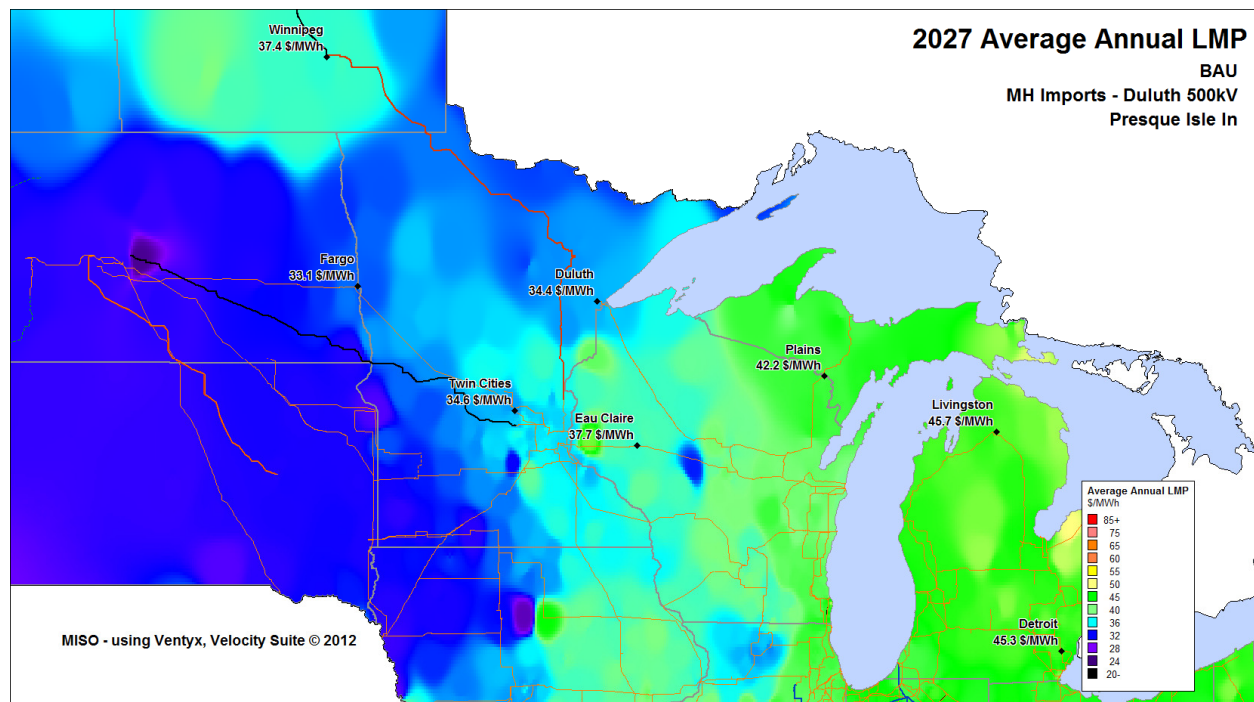 2027 Average Annual LMP
BAU
MH Imports - Duluth 500kV
Presque Isle In
Winnipeg
37.4 $/MWh
Fargo
33.1 $/MWh
Duluth
34.4 $/MWh
Plains
42.2 $/MWh
Twin Cities
34.6 $/MWh
Eau Claire
37.7 $/MWh
Livingston
45.7 $/MWh
Detroit
45.3 $/MWh
Average Annual LMP
$/MWh
85+
75
65
60
55
50
45
40
36
32
28
24
20-
MISO - using Ventyx, Velocity Suite © 2012